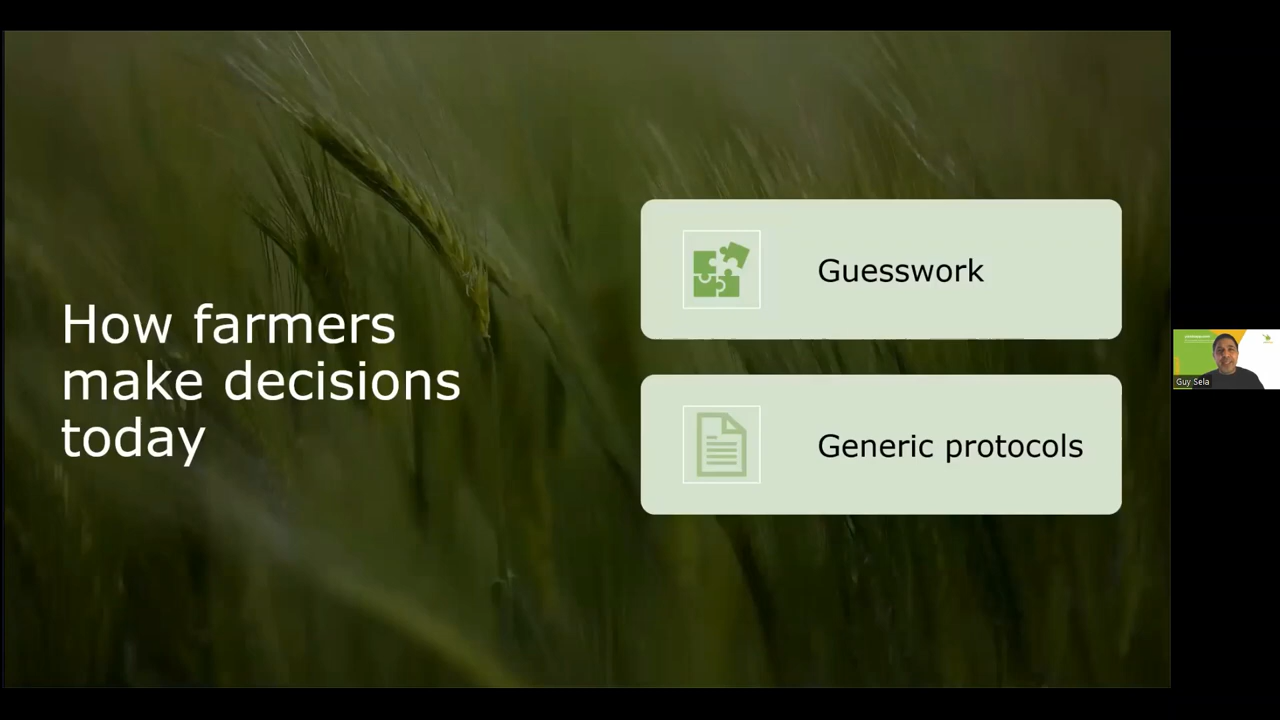 How farmers
make decisions
today
Guesswork
Generic protocols
Guy Sela